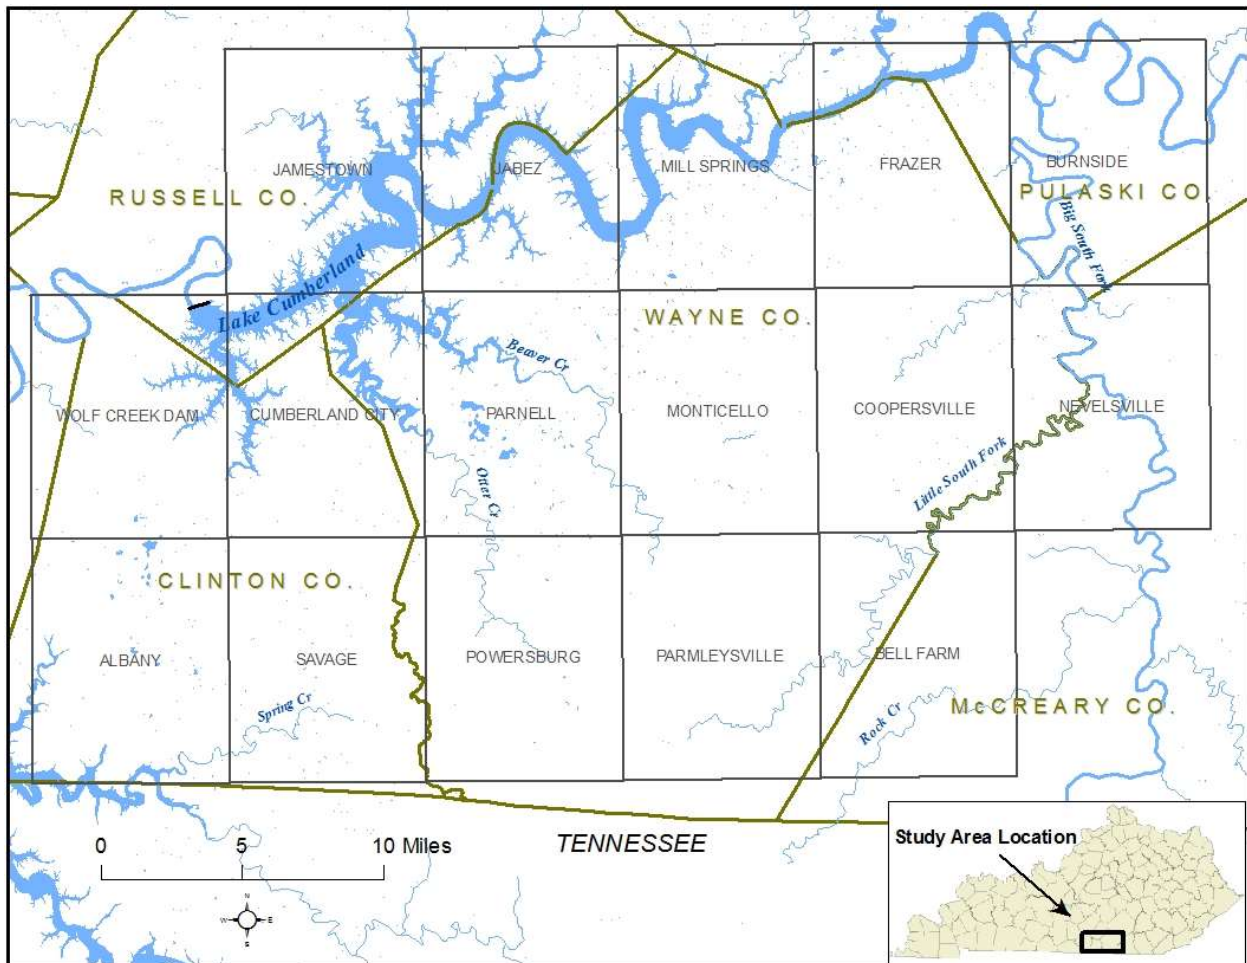 JAMESTOWN
JABEZ
MILL SPRINGS
FRAZER
BURNSIDE
RUSSELL CO.
PULASKI CO
Big South Fork
Lake Cumberland
WAYNE CO.
Beaver Cr
WOLF CREEK DAM
CUMBERLAND CITY
PARNELL
MONTICELLO
COOPERSVILLE
NEVELSVILLE
Otter Cr
Little South Fork
CLINTON CO.
ALBANY
SAVAGE
POWERSBURG
PARMLEYSVILLE
BELL FARM
Spring Cr
Rock Cr
McCREARY CO.
0 5 10 Miles
TENNESSEE
Study Area Location
N
W E
S